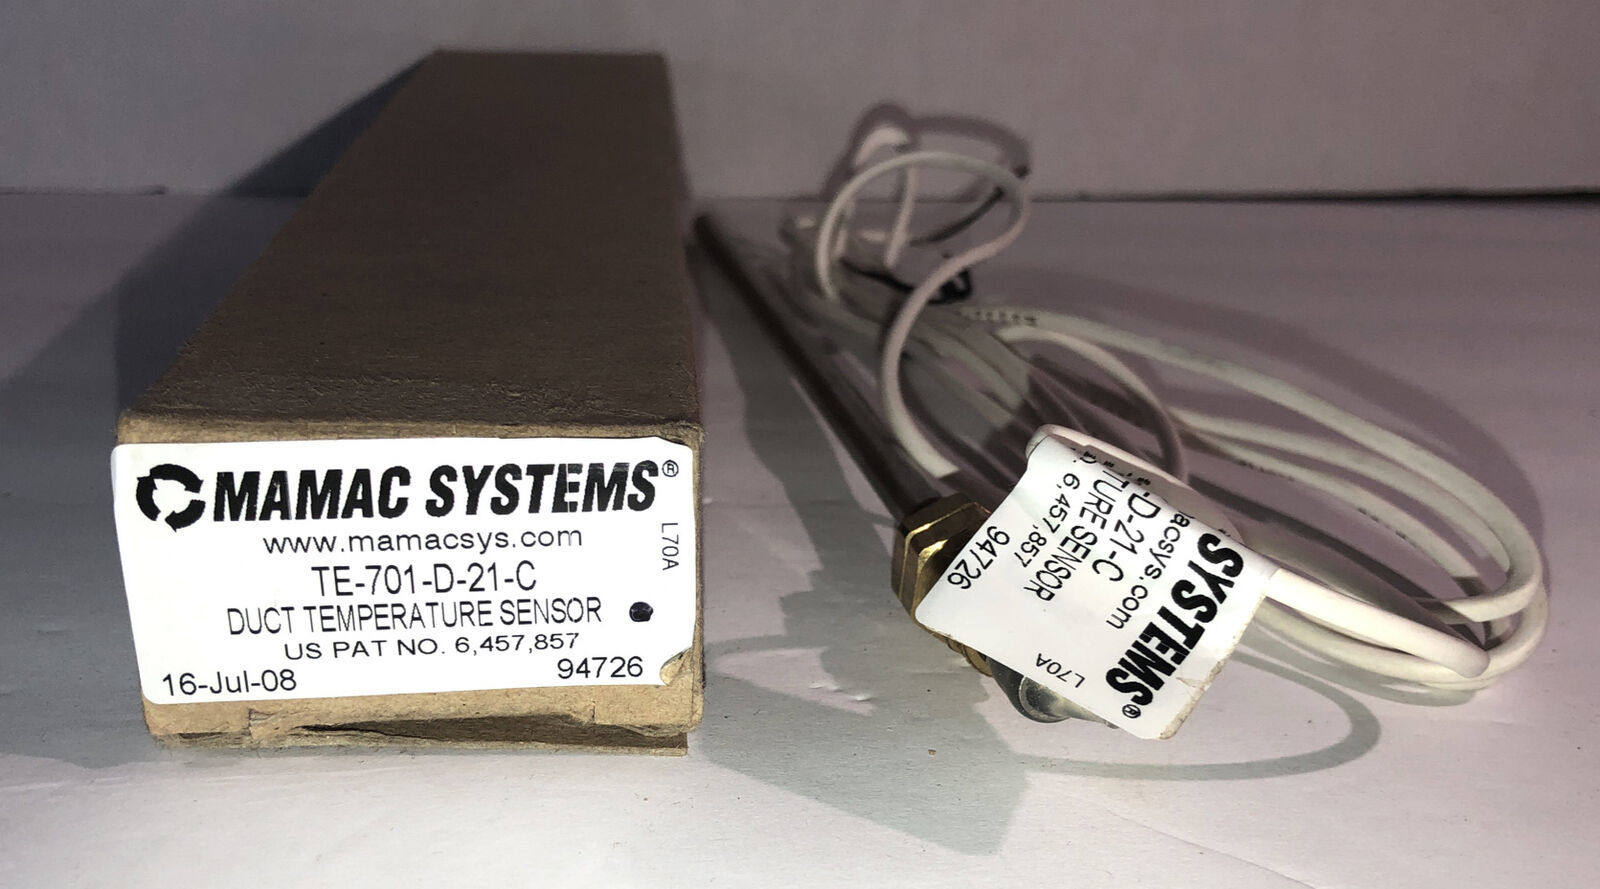 MAMAC SYSTEMS®
www.mamacsys.com
L70A
TE-701-D-21-C
DUCT TEMPERATURE SENSOR
US PAT NO. 6,457,857
16-Jul-08
94726
SYSTEMS®
acsys.com
-D-21-C
TURE SENSOR
6,457,857
94726
L70A